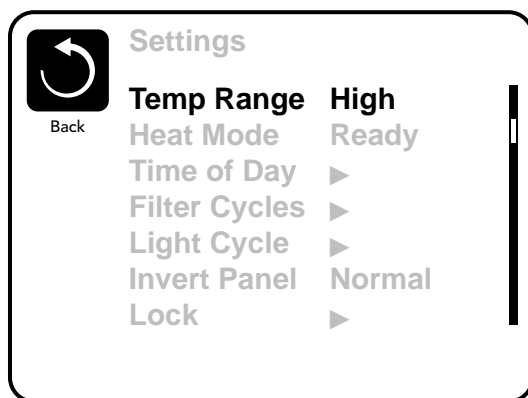 Settings
Back
Temp Range High
Heat Mode Ready
Time of Day ▶
Filter Cycles ▶
Light Cycle ▶
Invert Panel Normal
Lock ▶